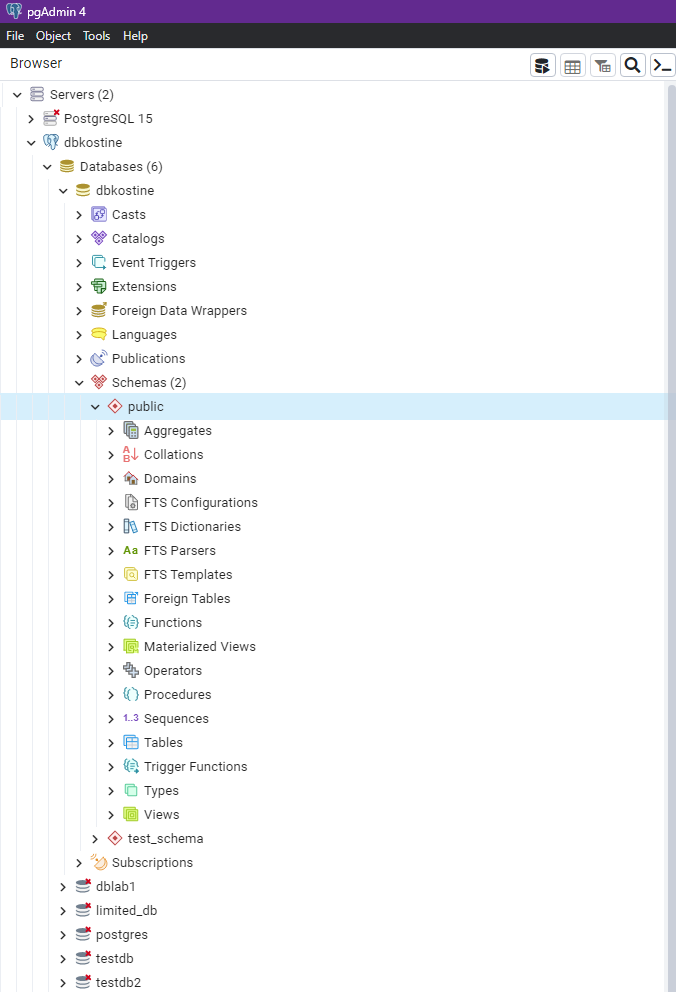 pgAdmin 4
File Object Tools Help
Browser
Servers (2)
PostgreSQL 15
dbkostine
Databases (6)
dbkostine
Casts
Catalogs
Event Triggers
Extensions
Foreign Data Wrappers
Languages
Publications
Schemas (2)
public
Aggregates
Collations
Domains
FTS Configurations
FTS Dictionaries
Aa FTS Parsers
FTS Templates
Foreign Tables
Functions
Materialized Views
Operators
Procedures
1..3 Sequences
Tables
Trigger Functions
Types
Views
test_schema
Subscriptions
dblab1
limited_db
postgres
testdb
testdb2